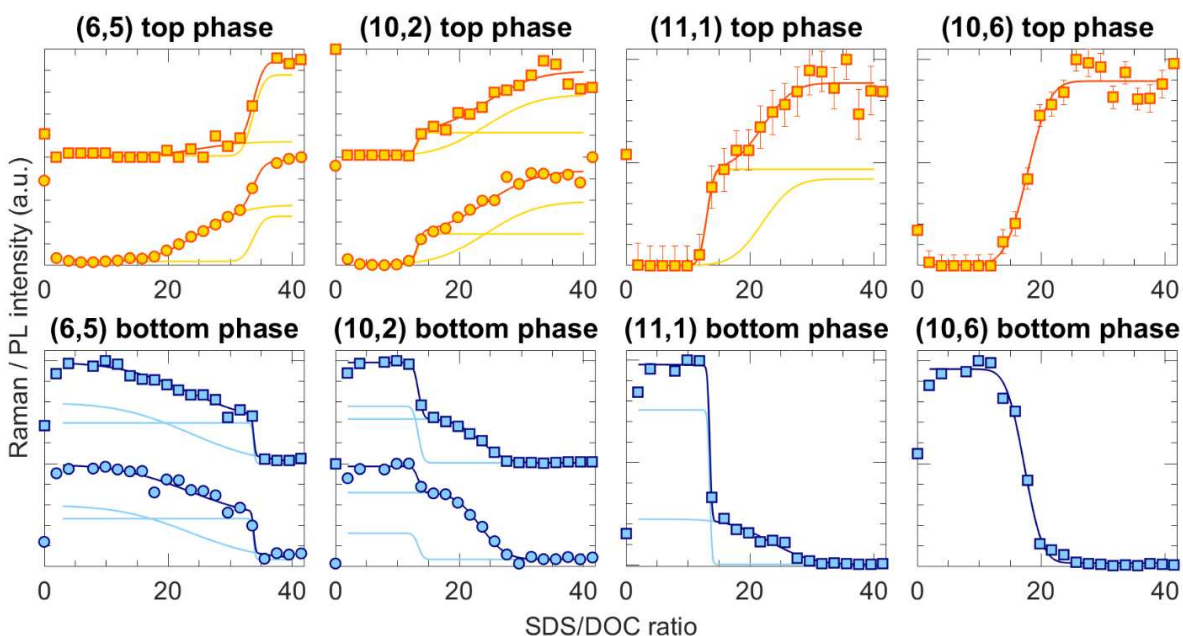 (6,5) top phase (10,2) top phase (11,1) top phase (10,6) top phase
0 20 40 0 20 40 0 20 40 0 20 40
(6,5) bottom phase (10,2) bottom phase (11,1) bottom phase (10,6) bottom phase
0 20 40 0 20 40 0 20 40 0 20 40
Raman / PL intensity (a.u.)
SDS/DOC ratio